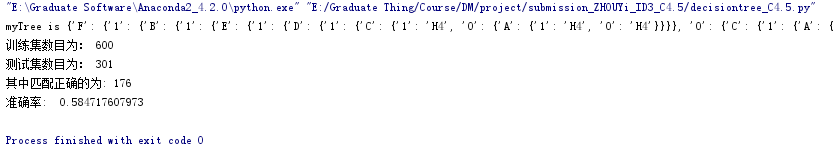 "E:\Graduate Software\Anaconda2_4.2.0\python.exe" "E:/Graduate Thing/Course/DM/project/submission_ZHOUYi_ID3_C4.5/decisiontree_C4.5.py"
myTree is {'F': {'1': {'B': {'1': {'E': {'1': {'D': {'1': {'C': {'1': 'H4', '0': {'A': {'1': 'H4', '0': 'H4'}}}}, '0': {'C': {'1': {'A': {
训练集数目为: 600
测试集数目为: 301
其中匹配正确的为: 176
准确率: 0.584717607973
Process finished with exit code 0